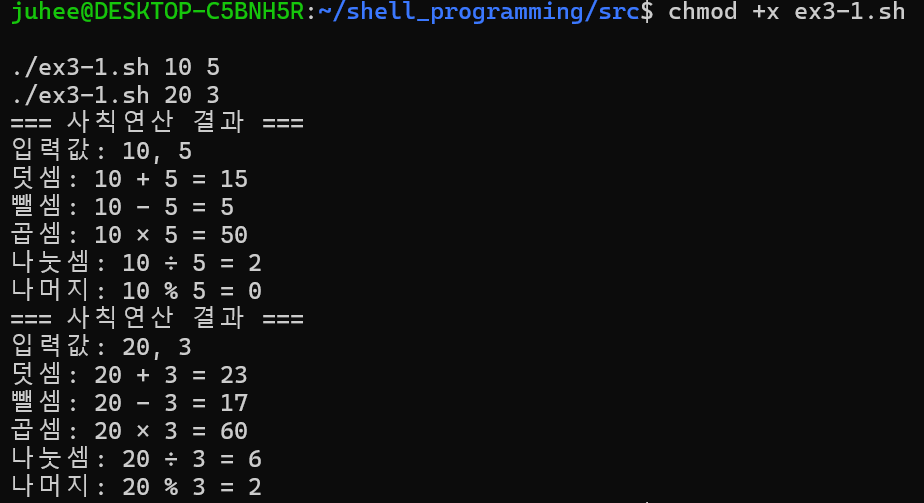 juhee@DESKTOP-C5BNH5R:~/shell_programming/src$ chmod +x ex3-1.sh
./ex3-1.sh 10 5
./ex3-1.sh 20 3
=== 사칙연산 결과 ===
입력값: 10, 5
덧셈: 10 + 5 = 15
뺄셈: 10 - 5 = 5
곱셈: 10 × 5 = 50
나눗셈: 10 ÷ 5 = 2
나머지: 10 % 5 = 0
=== 사칙연산 결과 ===
입력값: 20, 3
덧셈: 20 + 3 = 23
뺄셈: 20 - 3 = 17
곱셈: 20 × 3 = 60
나눗셈: 20 ÷ 3 = 6
나머지: 20 % 3 = 2